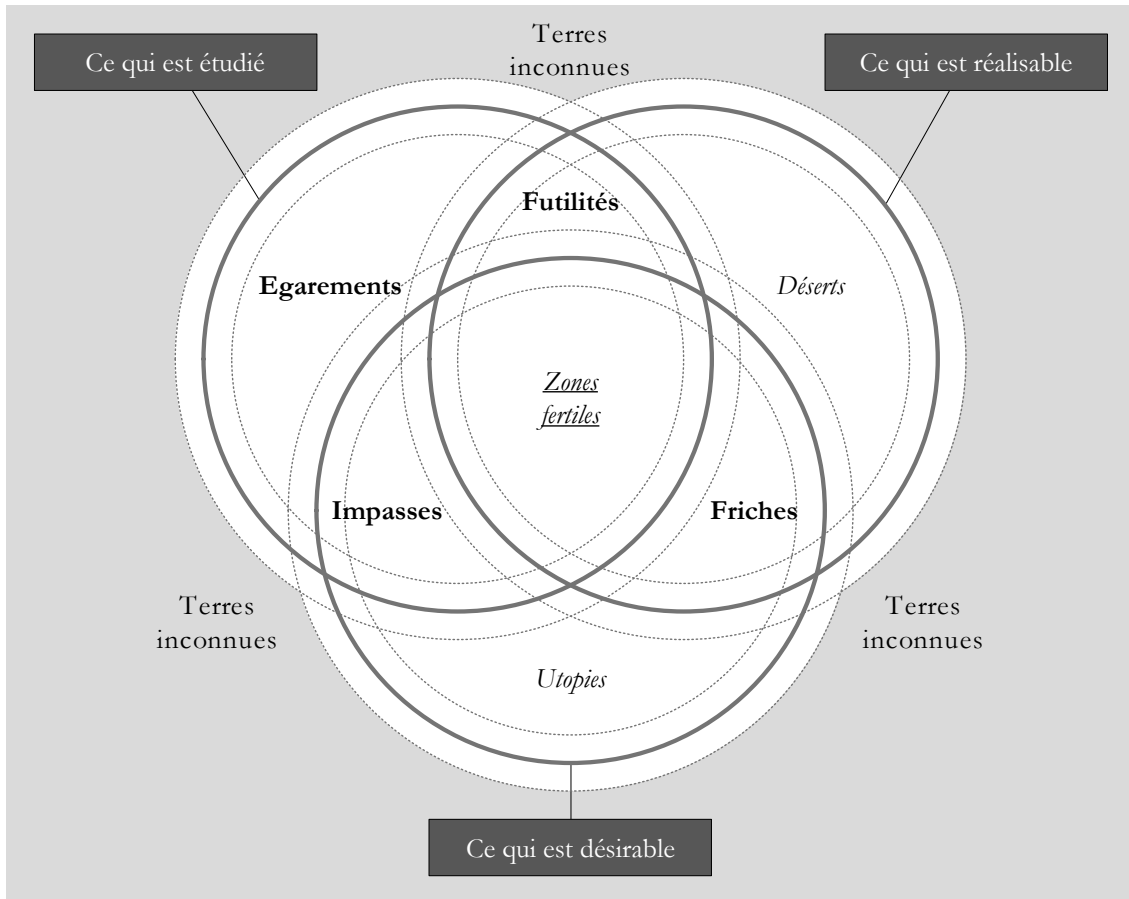 Terres
inconnues
Ce qui est étudié
Ce qui est réalisable
Futilités
Egarements
Déserts
Zones
fertiles
Impasses
Friches
Terres
inconnues
Terres
inconnues
Utopies
Ce qui est désirable